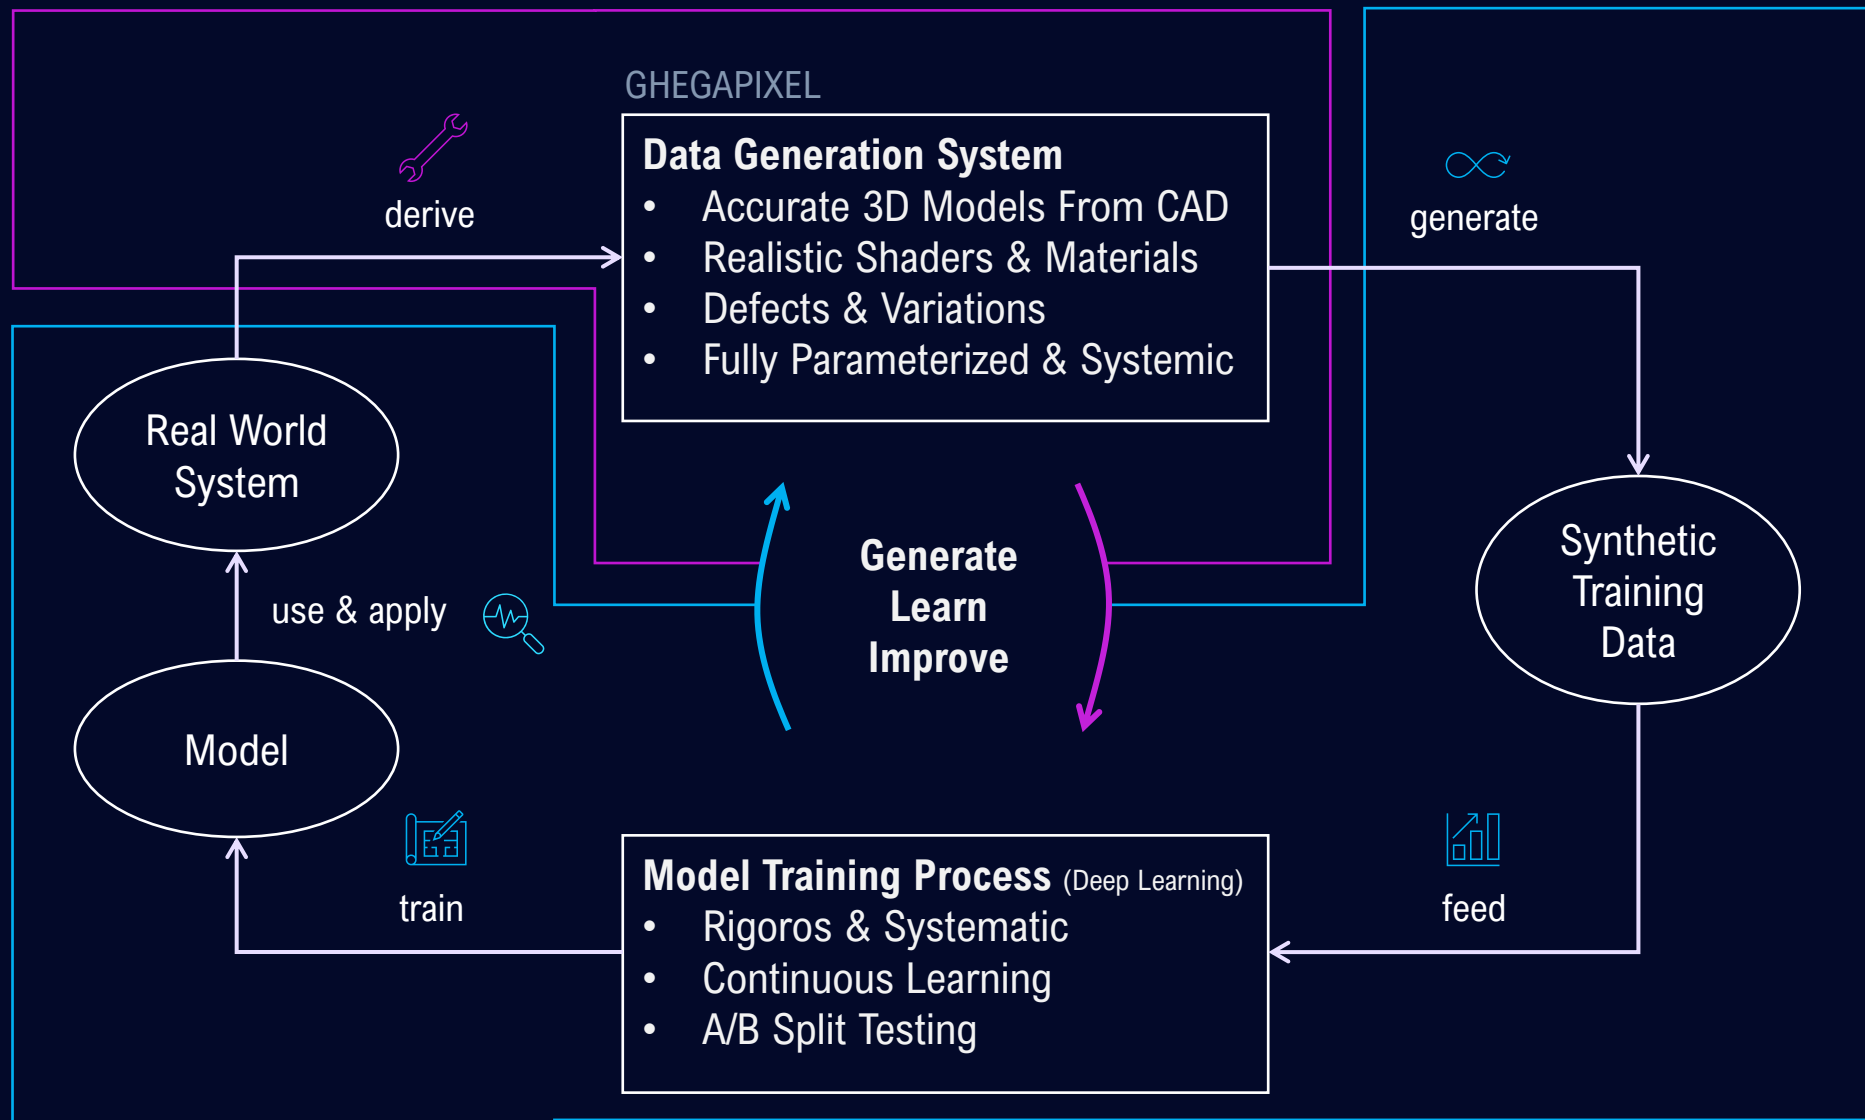 GHEGAPIXEL
Data Generation System
• Accurate 3D Models From CAD
• Realistic Shaders & Materials
• Defects & Variations
• Fully Parameterized & Systemic
derive
generate
Real World
System
Synthetic
Training
Data
Generate
Learn
Improve
use & apply
Model
train
feed
Model Training Process (Deep Learning)
• Rigoros & Systematic
• Continuous Learning
• A/B Split Testing